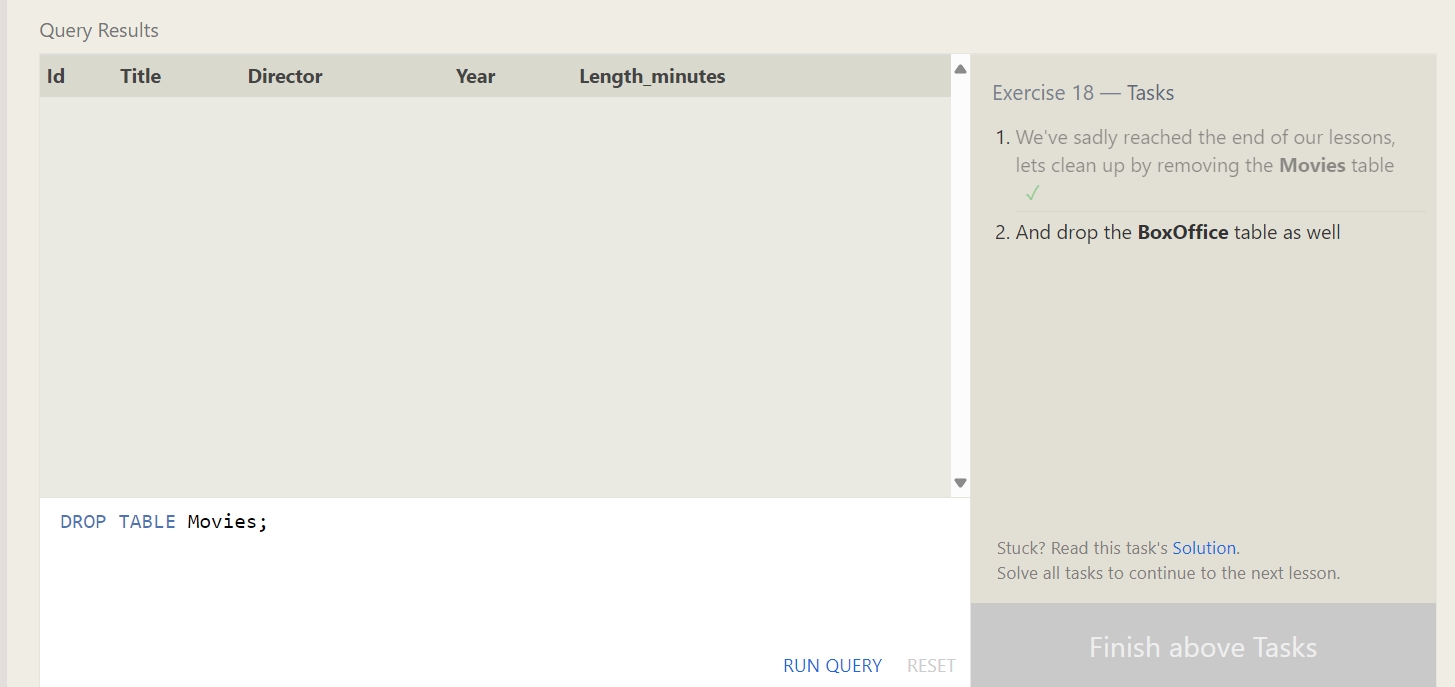 Query Results
Id Title Director Year Length_minutes
DROP TABLE Movies;
RUN QUERY RESET
Exercise 18 — Tasks
1. We've sadly reached the end of our lessons,
lets clean up by removing the Movies table
✓
2. And drop the BoxOffice table as well
Stuck? Read this task's Solution.
Solve all tasks to continue to the next lesson.
Finish above Tasks